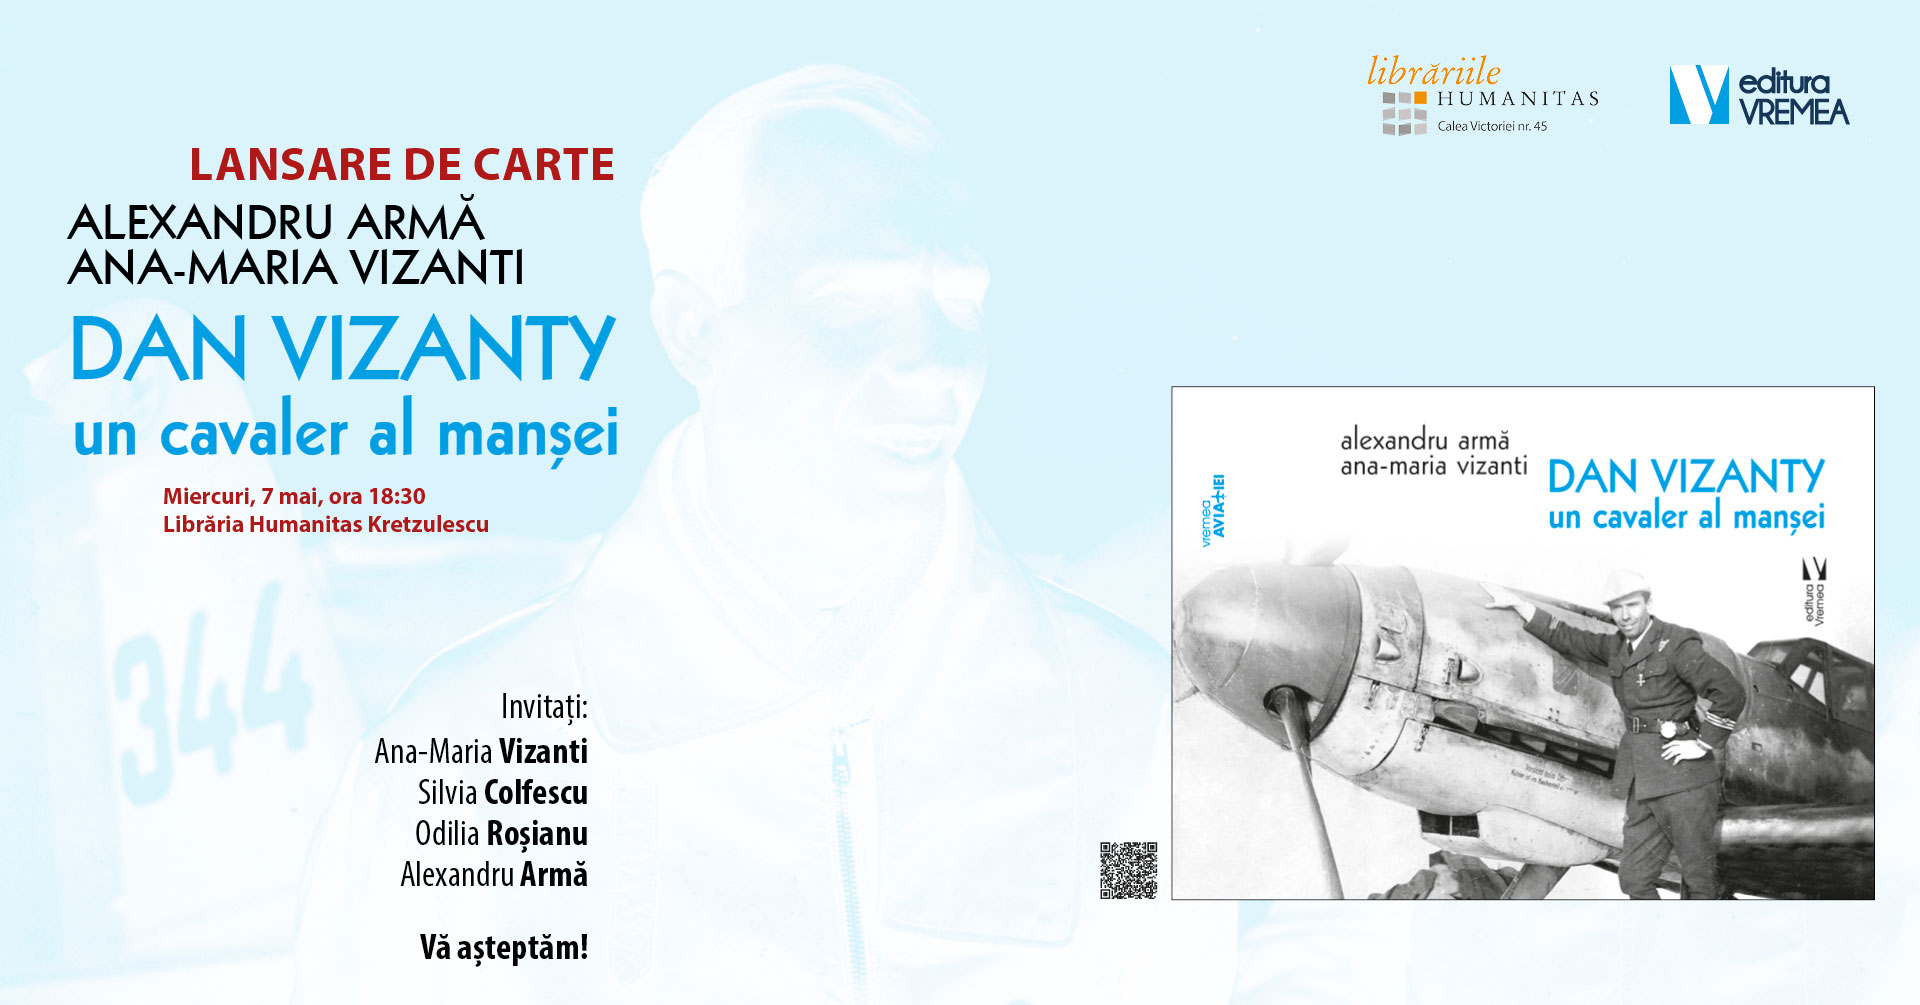 librăriile
HUMANITAS
Calea Victoriei nr. 45
editura
VREMEA
LANSARE DE CARTE
ALEXANDRU ARMĂ
ANA-MARIA VIZANTI
DAN VIZANTY
un cavaler al manșei
Miercuri, 7 mai, ora 18:30
Librăria Humanitas Kretzulescu
344
Invitați:
Ana-Maria Vizanti
Silvia Colfescu
Odilia Roșianu
Alexandru Armă
Vă așteptăm!
alexandru armă
ana-maria vizanti
DAN VIZANTY
un cavaler al manșei
vremea
AVIAȚIEI
editura
Vremea